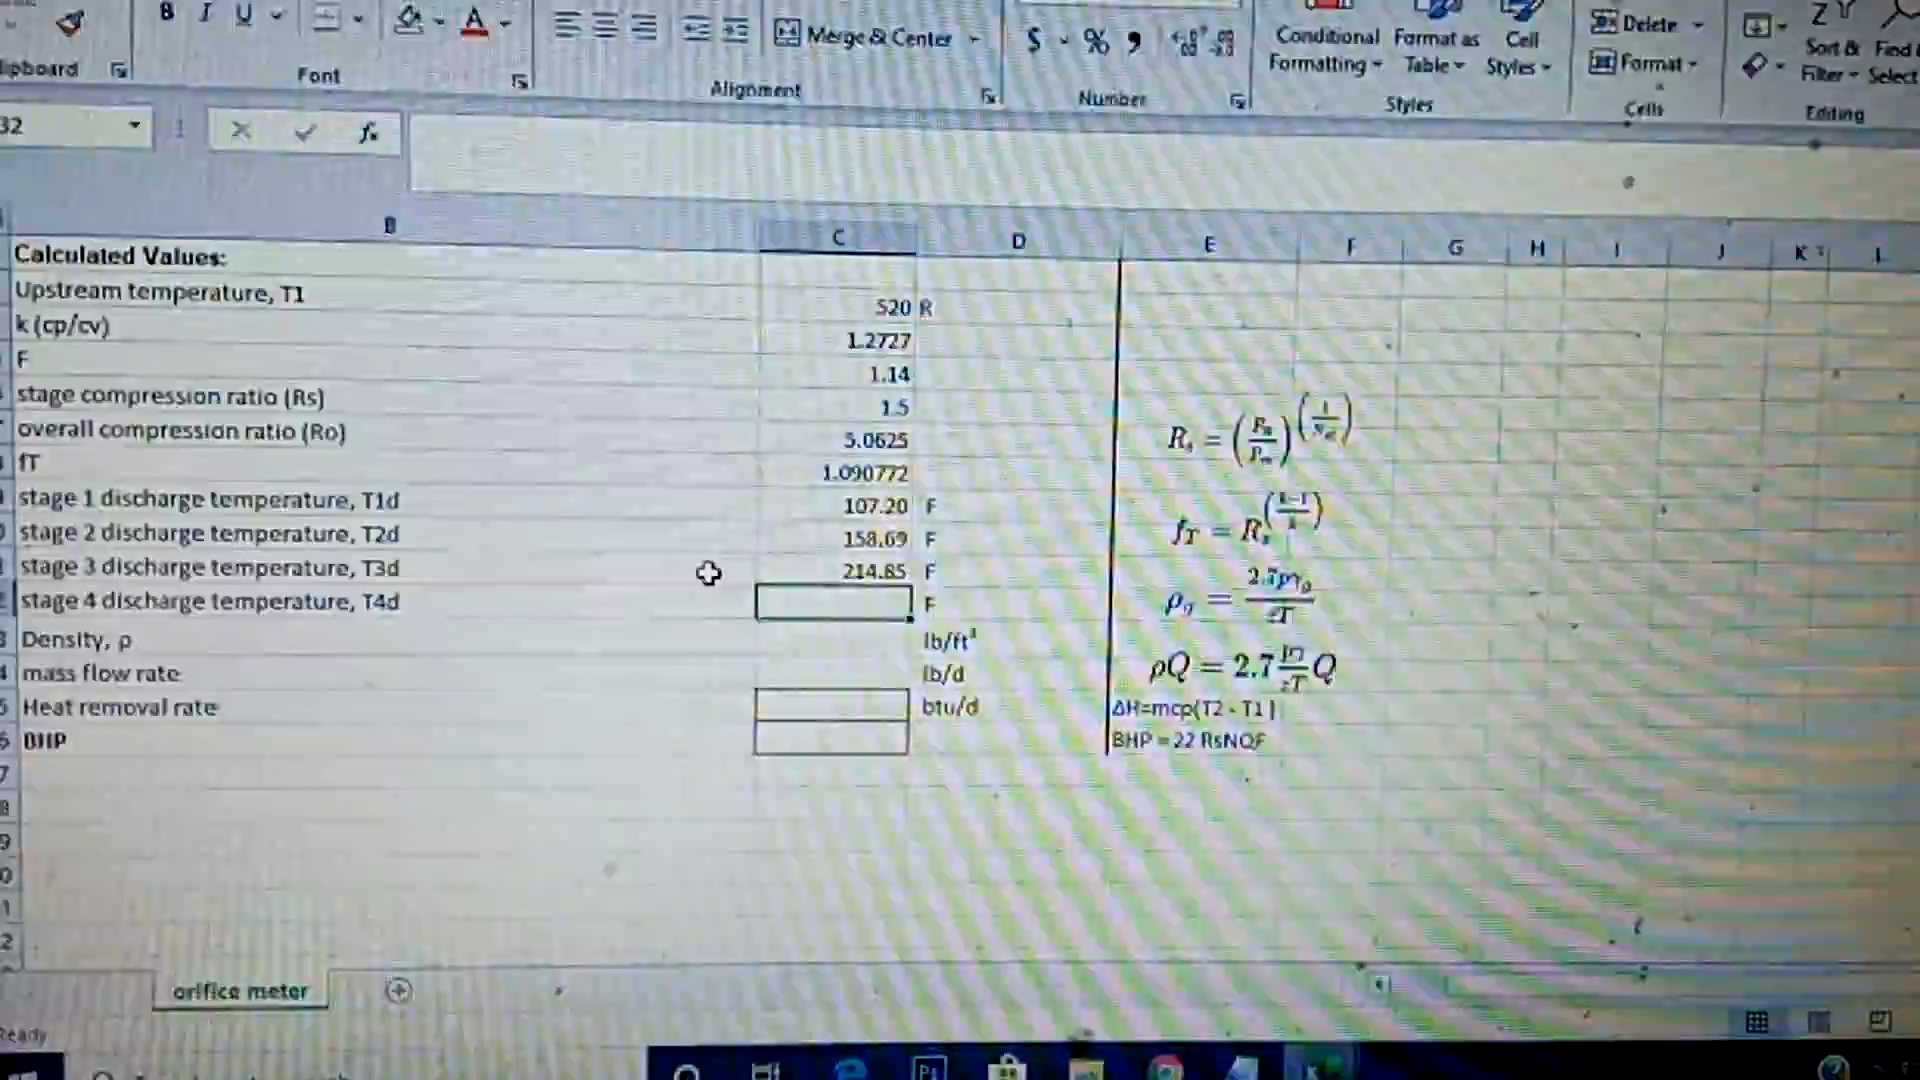 B I U
Merge & Center
$ % ,
Conditional Formatting
Format as Table
Cell Styles
Delete
Format
Sort & Filter
Find
Select
Font
Alignment
Number
Styles
Cells
Editing
32
fx
B C D E F G H I J K L
Calculated Values:
Upstream temperature, T1 520 R
k (cp/cv) 1.2727
F 1.14
stage compression ratio (Rs) 1.5
overall compression ratio (Ro) 5.0625
fT 1.090772
stage 1 discharge temperature, T1d 107.20 F
stage 2 discharge temperature, T2d 158.69 F
stage 3 discharge temperature, T3d 214.85 F
stage 4 discharge temperature, T4d F
Density, ρ lb/ft³
mass flow rate lb/d
Heat removal rate btu/d ΔH=mcp(T2 - T1)
BHP BHP = 22 RsNQF
orifice meter
Ready